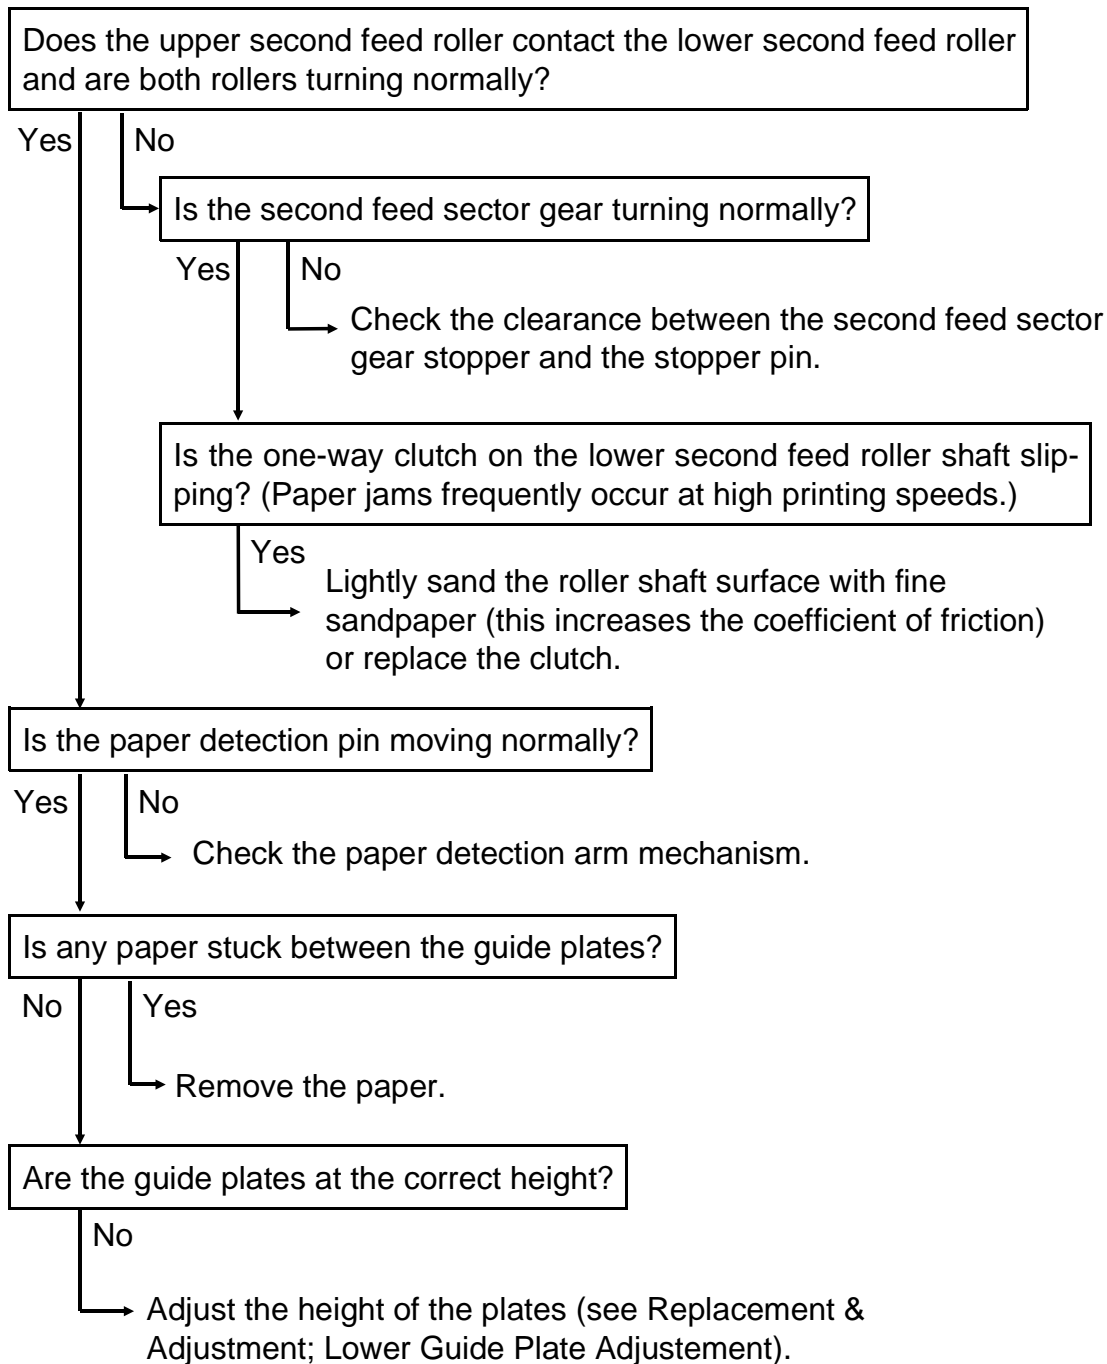 Does the upper second feed roller contact the lower second feed roller
and are both rollers turning normally?
Yes
No
Is the second feed sector gear turning normally?
Yes
No
Check the clearance between the second feed sector
gear stopper and the stopper pin.
Is the one-way clutch on the lower second feed roller shaft slip-
ping? (Paper jams frequently occur at high printing speeds.)
Yes
Lightly sand the roller shaft surface with fine
sandpaper (this increases the coefficient of friction)
or replace the clutch.
Is the paper detection pin moving normally?
Yes
No
Check the paper detection arm mechanism.
Is any paper stuck between the guide plates?
No
Yes
Remove the paper.
Are the guide plates at the correct height?
No
Adjust the height of the plates (see Replacement &
Adjustment; Lower Guide Plate Adjustement).